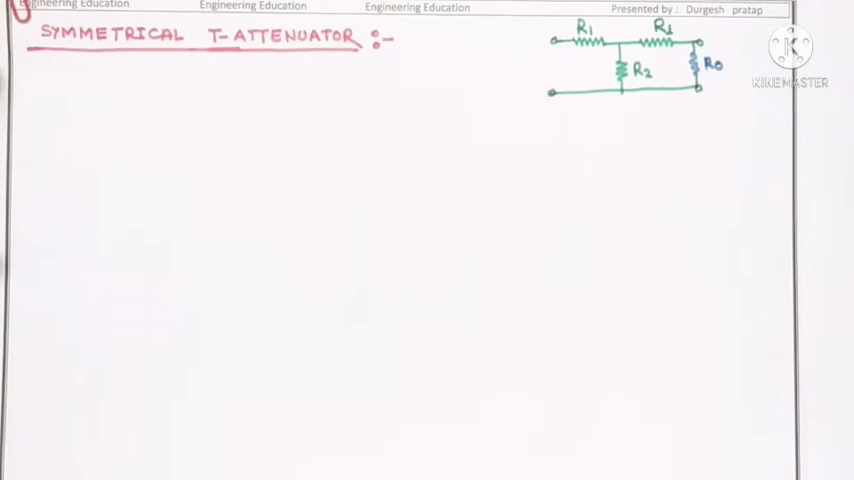 Engineering Education Engineering Education Engineering Education
Presented by : Durgesh pratap
SYMMETRICAL T-ATTENUATOR :-
R1 R1
R2 R0
K
KINEMASTER